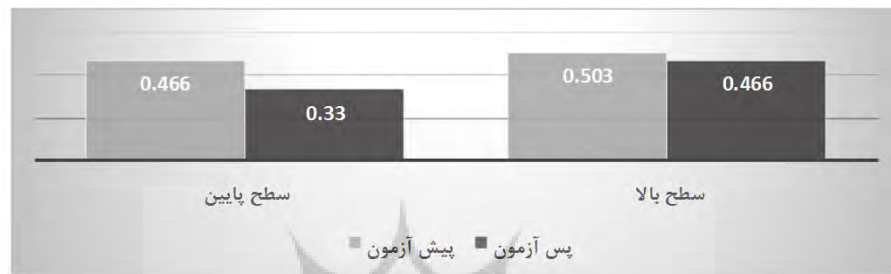 0.466 0.33 0.503 0.466
سطح پایین سطح بالا
پیش آزمون پس آزمون